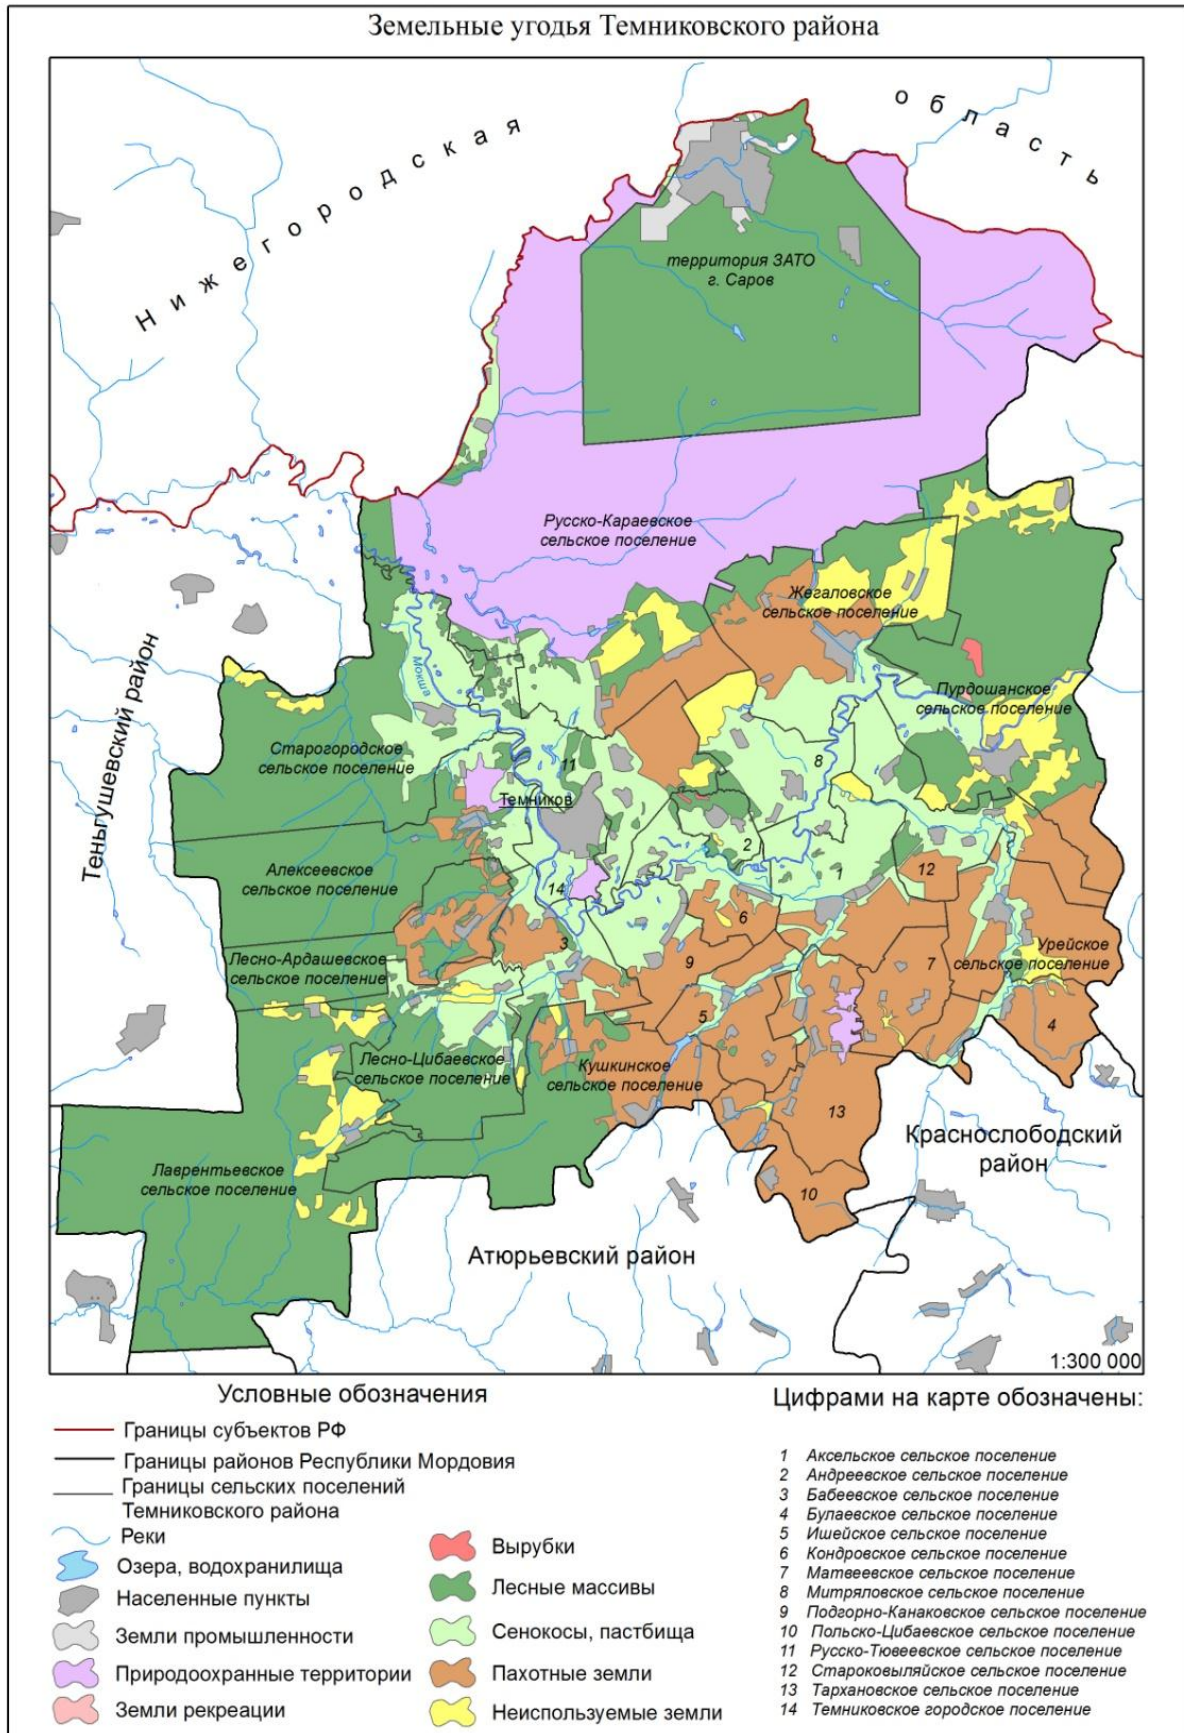 Земельные угодья Темниковского района
Нижегородская область
территория ЗАТО
г. Саров
Русско-Караевское
сельское поселение
Жегаловское
сельское поселение
Теньгушевский район
Мокша
Пурдошанское
сельское поселение
Старогородское
сельское поселение
11
8
Темников
2
Алексеевское
сельское поселение
1
12
14
6
3
Лесно-Ардашевское
сельское поселение
9
7
Урейское
сельское поселение
5
4
Лесно-Цибаевское
сельское поселение
Кушкинское
сельское поселение
13
Краснослободский
район
Лаврентьевское
сельское поселение
10
Атюрьевский район
1:300 000
Условные обозначения
Границы субъектов РФ
Границы районов Республики Мордовия
Границы сельских поселений
Темниковского района
Реки
Озера, водохранилища
Населенные пункты
Земли промышленности
Природоохранные территории
Земли рекреации
Вырубки
Лесные массивы
Сенокосы, пастбища
Пахотные земли
Неиспользуемые земли
Цифрами на карте обозначены:
1 Аксельское сельское поселение
2 Андреевское сельское поселение
3 Бабеевское сельское поселение
4 Булаевское сельское поселение
5 Ишейское сельское поселение
6 Кондровское сельское поселение
7 Матвеевское сельское поселение
8 Митряловское сельское поселение
9 Подгорно-Канаковское сельское поселение
10 Польско-Цибаевское сельское поселение
11 Русско-Тювеевское сельское поселение
12 Староковыляйское сельское поселение
13 Тархановское сельское поселение
14 Темниковское городское поселение